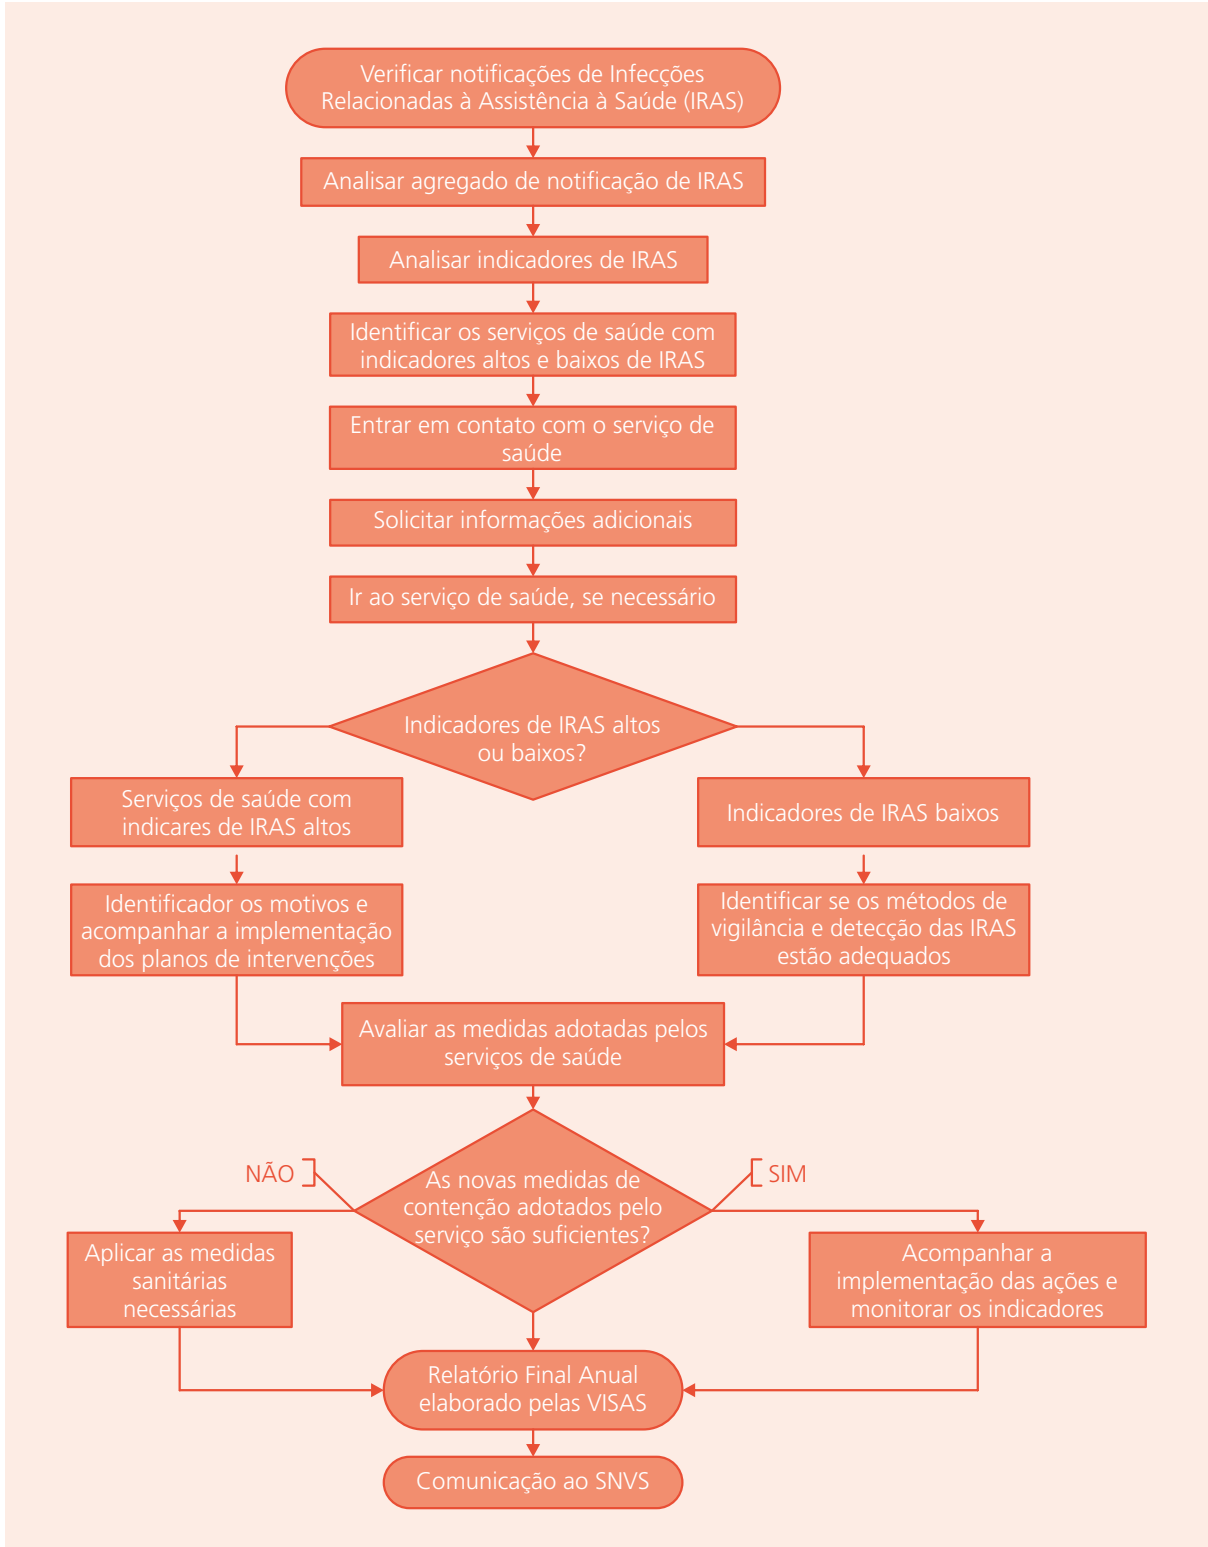 Verificar notificações de Infecções
Relacionadas à Assistência à Saúde (IRAS)
Analisar agregado de notificação de IRAS
Analisar indicadores de IRAS
Identificar os serviços de saúde com
indicadores altos e baixos de IRAS
Entrar em contato com o serviço de
saúde
Solicitar informações adicionais
Ir ao serviço de saúde, se necessário
Indicadores de IRAS altos
ou baixos?
Serviços de saúde com
indicares de IRAS altos
Indicadores de IRAS baixos
Identificador os motivos e
acompanhar a implementação
dos planos de intervenções
Identificar se os métodos de
vigilância e detecção das IRAS
estão adequados
Avaliar as medidas adotadas pelos
serviços de saúde
NÃO
SIM
As novas medidas de
contenção adotados pelo
serviço são suficientes?
Aplicar as medidas
sanitárias
necessárias
Acompanhar a
implementação das ações e
monitorar os indicadores
Relatório Final Anual
elaborado pelas VISAS
Comunicação ao SNVS